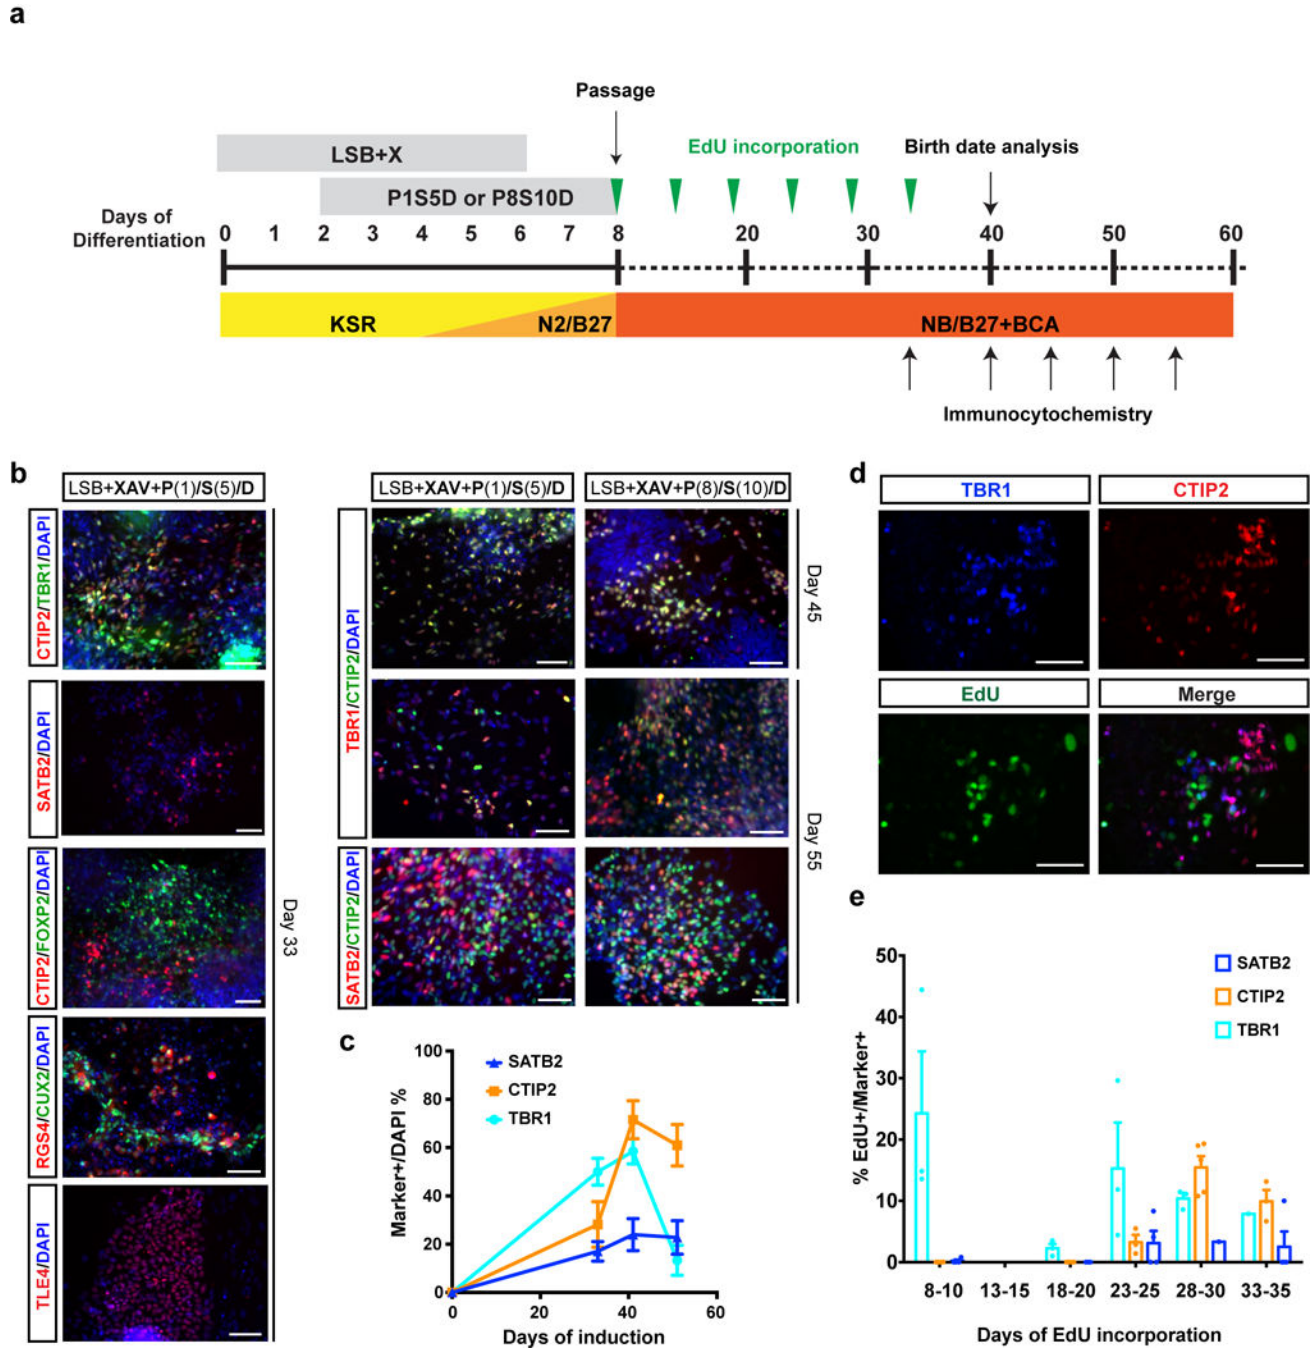 a
Passage
LSB+X
EdU incorporation
Birth date analysis
P1S5D or P8S10D
Days of
Differentiation
0 1 2 3 4 5 6 7 8 20 30 40 50 60
KSR
N2/B27
NB/B27+BCA
Immunocytochemistry
b
LSB+XAV+P(1)/S(5)/D
CTIP2/TBR1/DAPI
SATB2/DAPI
CTIP2/FOXP2/DAPI
RGS4/CUX2/DAPI
TLE4/DAPI
Day 33
LSB+XAV+P(1)/S(5)/D
LSB+XAV+P(8)/S(10)/D
TBR1/CTIP2/DAPI
SATB2/CTIP2/DAPI
Day 45
Day 55
c
Marker+/DAPI %
100
80
60
40
20
0
SATB2
CTIP2
TBR1
0 20 40 60
Days of induction
d
TBR1
CTIP2
EdU
Merge
e
% EdU+/Marker+
50
40
30
20
10
0
SATB2
CTIP2
TBR1
8-10 13-15 18-20 23-25 28-30 33-35
Days of EdU incorporation